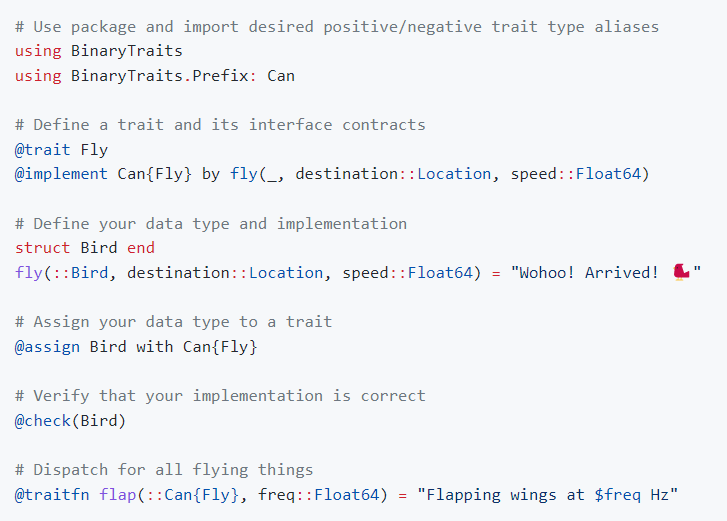 # Use package and import desired positive/negative trait type aliases
using BinaryTraits
using BinaryTraits.Prefix: Can
# Define a trait and its interface contracts
@trait Fly
@implement Can{Fly} by fly(_, destination::Location, speed::Float64)
# Define your data type and implementation
struct Bird end
fly(::Bird, destination::Location, speed::Float64) = "Wohoo! Arrived! "
# Assign your data type to a trait
@assign Bird with Can{Fly}
# Verify that your implementation is correct
@check(Bird)
# Dispatch for all flying things
@traitfn flap(::Can{Fly}, freq::Float64) = "Flapping wings at $freq Hz"